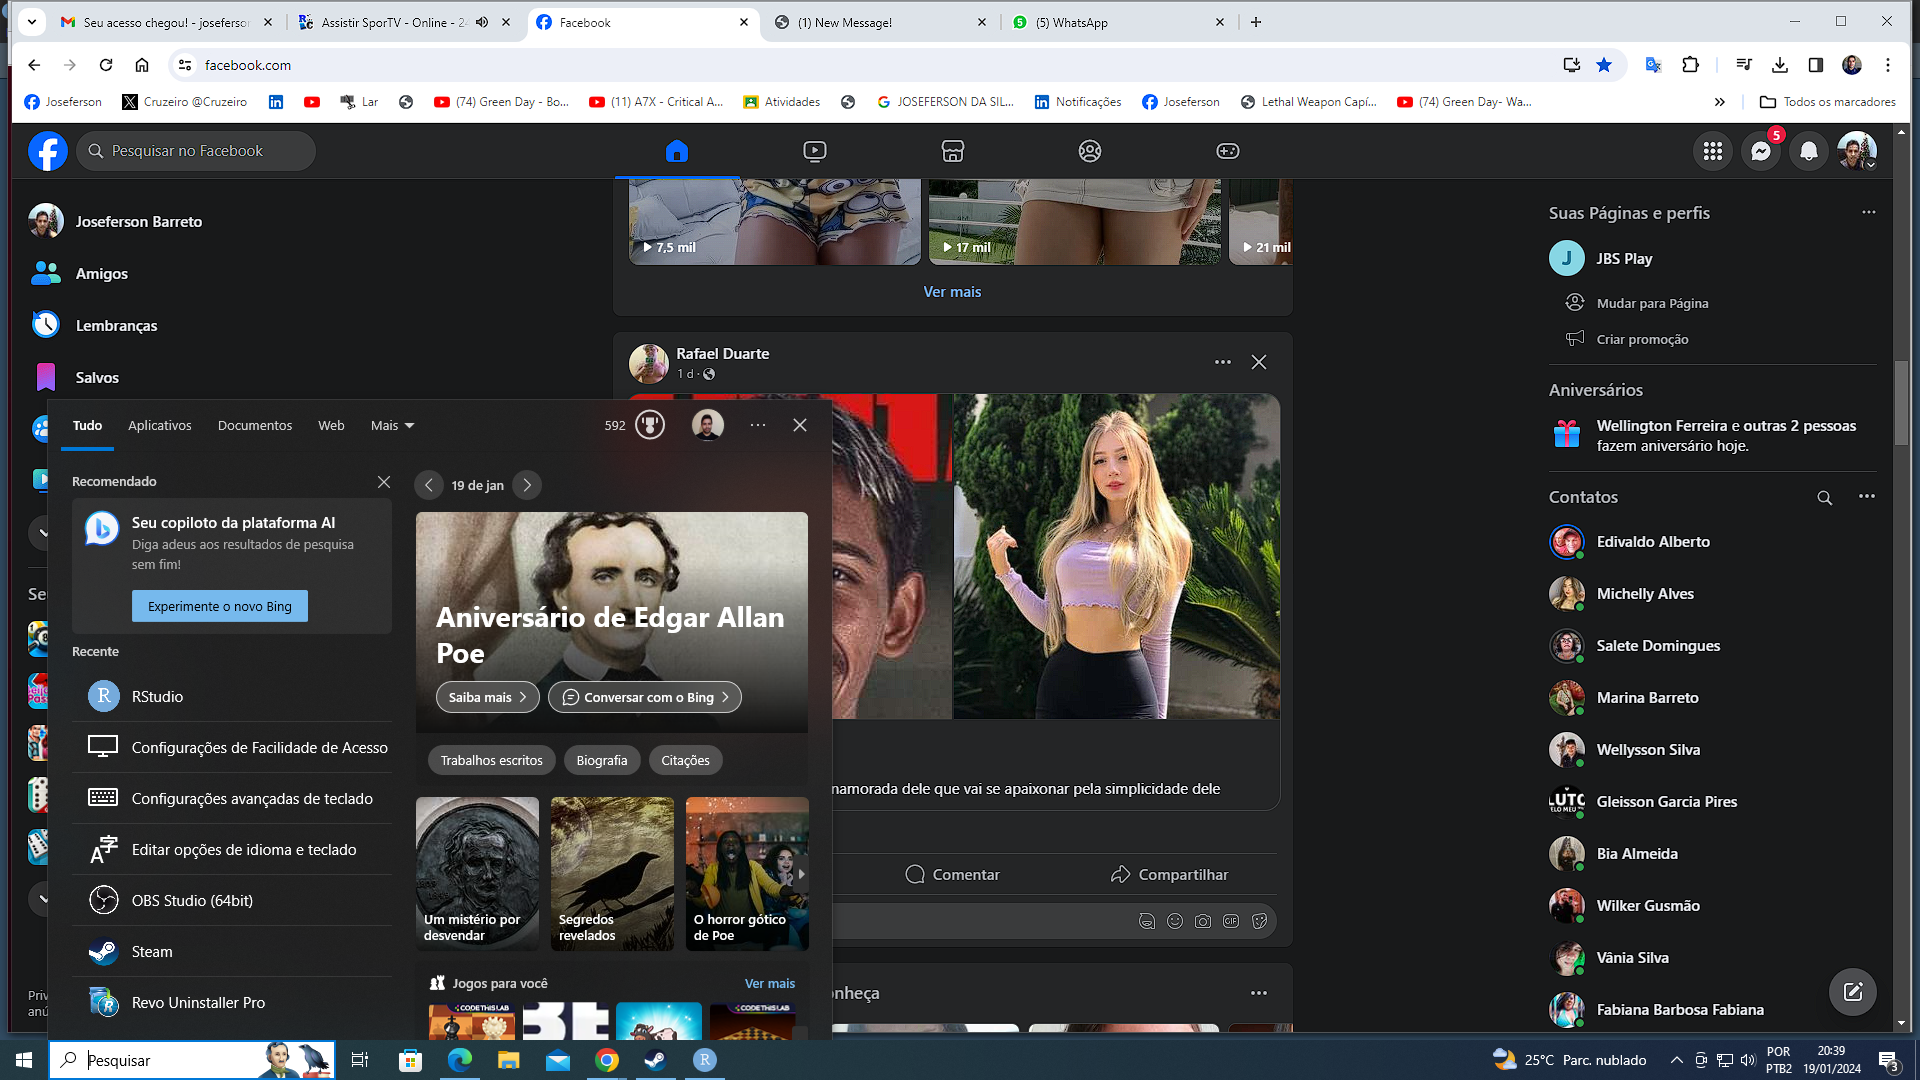 Seu acesso chegou! - joseferson
Assistir SporTV - Online - 24
Facebook
(1) New Message!
(5) WhatsApp
facebook.com
Joseferson
Cruzeiro @Cruzeiro
Lar
(74) Green Day - Bo...
(11) A7X - Critical A...
Atividades
JOSEFERSON DA SIL...
Notificações
Joseferson
Lethal Weapon Capí...
(74) Green Day- Wa...
Todos os marcadores
Pesquisar no Facebook
5
Joseferson Barreto
Amigos
Lembranças
Salvos
7,5 mil
17 mil
21 mil
Ver mais
Rafael Duarte
1 d
namorada dele que vai se apaixonar pela simplicidade dele
Comentar
Compartilhar
GIF
onheça
Suas Páginas e perfis
J
JBS Play
Mudar para Página
Criar promoção
Aniversários
Wellington Ferreira e outras 2 pessoas
fazem aniversário hoje.
Contatos
Edivaldo Alberto
Michelly Alves
Salete Domingues
Marina Barreto
Wellysson Silva
Gleisson Garcia Pires
Bia Almeida
Wilker Gusmão
Vânia Silva
Fabiana Barbosa Fabiana
Tudo
Aplicativos
Documentos
Web
Mais
592
Recomendado
Seu copiloto da plataforma AI
Diga adeus aos resultados de pesquisa
sem fim!
Experimente o novo Bing
Recente
RStudio
Configurações de Facilidade de Acesso
Configurações avançadas de teclado
Editar opções de idioma e teclado
OBS Studio (64bit)
Steam
Revo Uninstaller Pro
19 de jan
Aniversário de Edgar Allan
Poe
Saiba mais
Conversar com o Bing
Trabalhos escritos
Biografia
Citações
Um mistério por
desvendar
Segredos
revelados
O horror gótico
de Poe
Jogos para você
Ver mais
CODETHISLAB
CODETHISLAB
Se
Priv
anú
Pesquisar
25°C Parc. nublado
POR
PTB2
20:39
19/01/2024
3